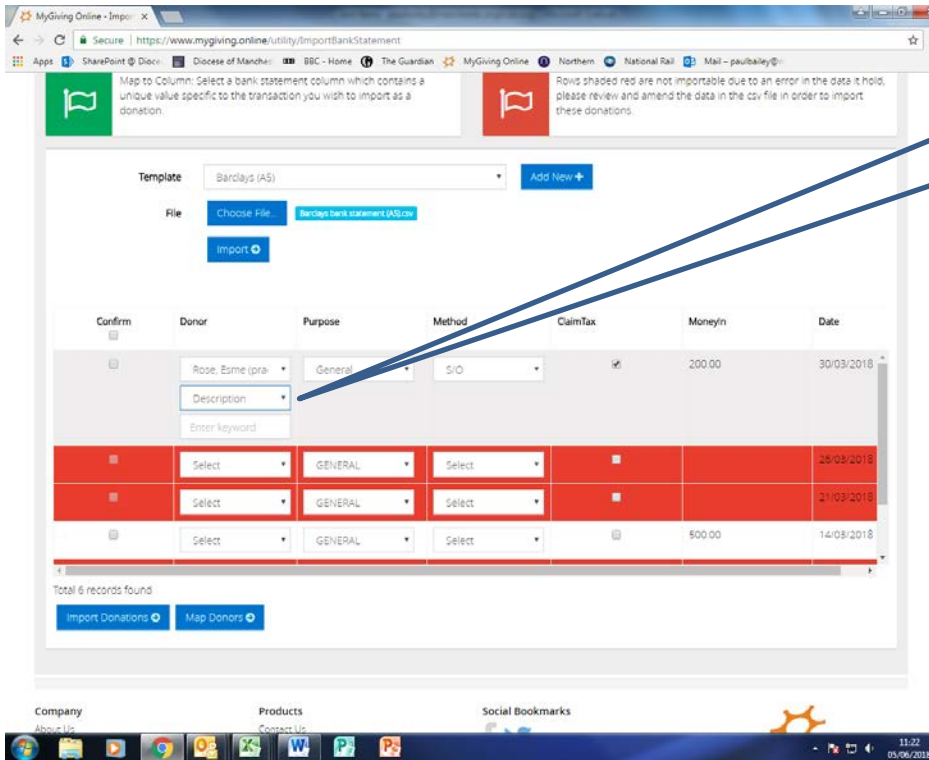 MyGiving Online - Impor
Secure | https://www.mygiving.online/utility/ImportBankStatement
Apps SharePoint @ Dioce Diocese of Manches BBC - Home The Guardian MyGiving Online Northern National Rail Mail – paulbailey@
Map to Column: Select a bank statement column which contains a
unique value specific to the transaction you wish to import as a
donation.
Rows shaded red are not importable due to an error in the data it hold,
please review and amend the data in the csv file in order to import
these donations.
Template Barclays (A5) Add New
File Choose File... Barclays bank statement (A5).csv
Import
Confirm Donor Purpose Method ClaimTax MoneyIn Date
Rose, Esme (pra General S/O 200.00 30/03/2018
Description
Enter keyword
Select GENERAL Select 26/03/2018
Select GENERAL Select 21/03/2018
Select GENERAL Select 500.00 14/03/2018
Total 6 records found
Import Donations Map Donors
Company Products Social Bookmarks
About Us Contact Us
11:22
05/06/2018